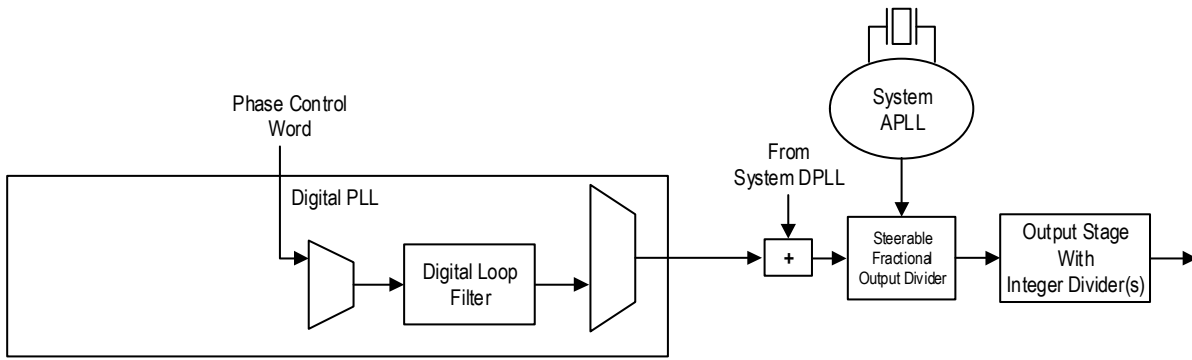 Phase Control
Word
Digital PLL
Digital Loop
Filter
From
System DPLL
+
System
APLL
Steerable
Fractional
Output Divider
Output Stage
With
Integer Divider(s)